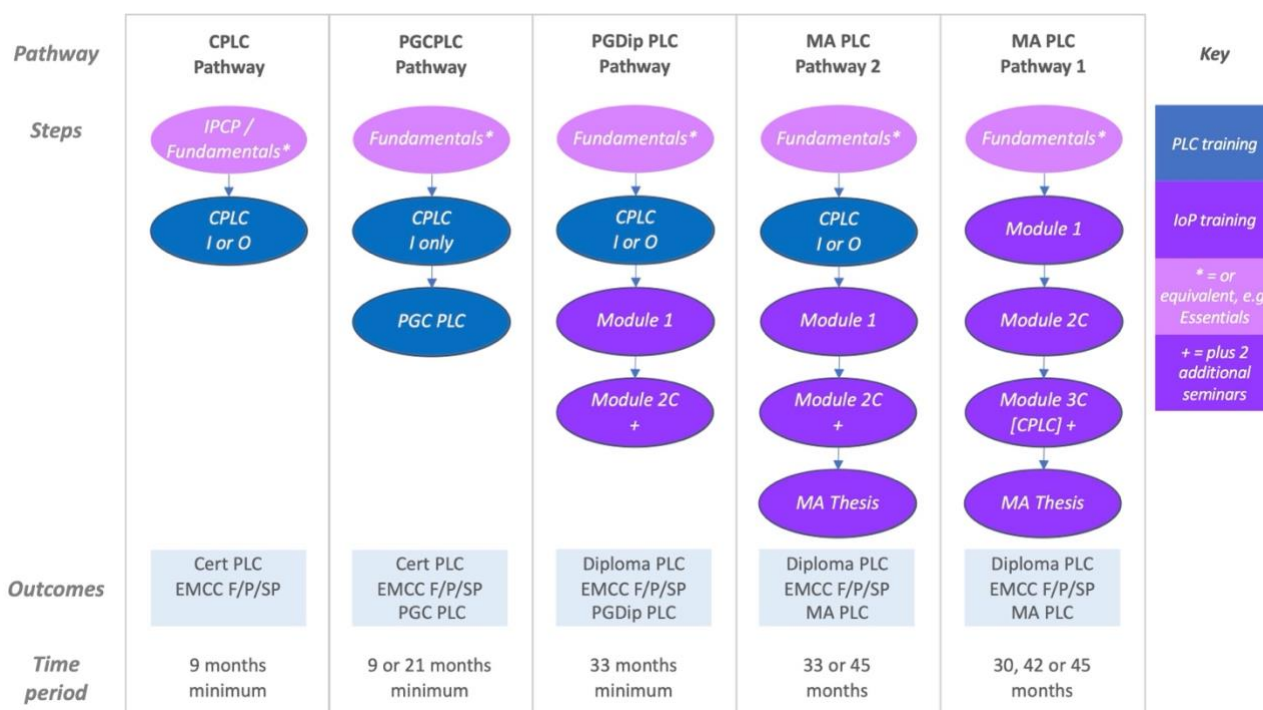 Pathway
CPLC
Pathway
PGCPLC
Pathway
PGDip PLC
Pathway
MA PLC
Pathway 2
MA PLC
Pathway 1
Key
Steps
IPCP /
Fundamentals*
Fundamentals*
Fundamentals*
Fundamentals*
Fundamentals*
PLC training
CPLC
I or O
CPLC
I only
CPLC
I or O
CPLC
I or O
Module 1
IoP training
PGC PLC
Module 1
Module 1
Module 2C
* = or
equivalent, e.g
Essentials
Module 2C
+
Module 2C
+
Module 3C
[CPLC] +
+ = plus 2
additional
seminars
MA Thesis
MA Thesis
Outcomes
Cert PLC
EMCC F/P/SP
Cert PLC
EMCC F/P/SP
PGC PLC
Diploma PLC
EMCC F/P/SP
PGDip PLC
Diploma PLC
EMCC F/P/SP
MA PLC
Diploma PLC
EMCC F/P/SP
MA PLC
Time
period
9 months
minimum
9 or 21 months
minimum
33 months
minimum
33 or 45
months
30, 42 or 45
months